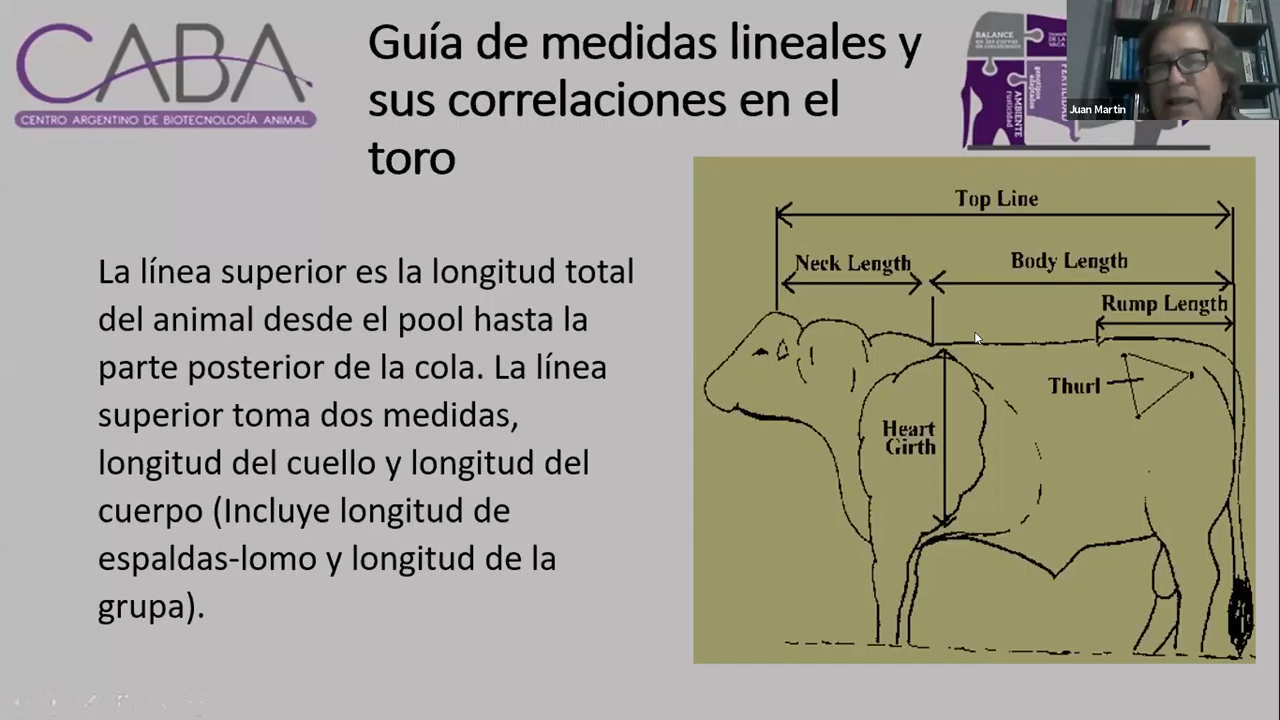 CABA
CENTRO ARGENTINO DE BIOTECNOLOGÍA ANIMAL
Guía de medidas lineales y
sus correlaciones en el
toro
BALANCE
VACA
AMBIENTE
rusticidad
Juan Martin
La línea superior es la longitud total
del animal desde el pool hasta la
parte posterior de la cola. La línea
superior toma dos medidas,
longitud del cuello y longitud del
cuerpo (Incluye longitud de
espaldas-lomo y longitud de la
grupa).
Top Line
Neck Length
Body Length
Rump Length
Thurl
Heart
Girth